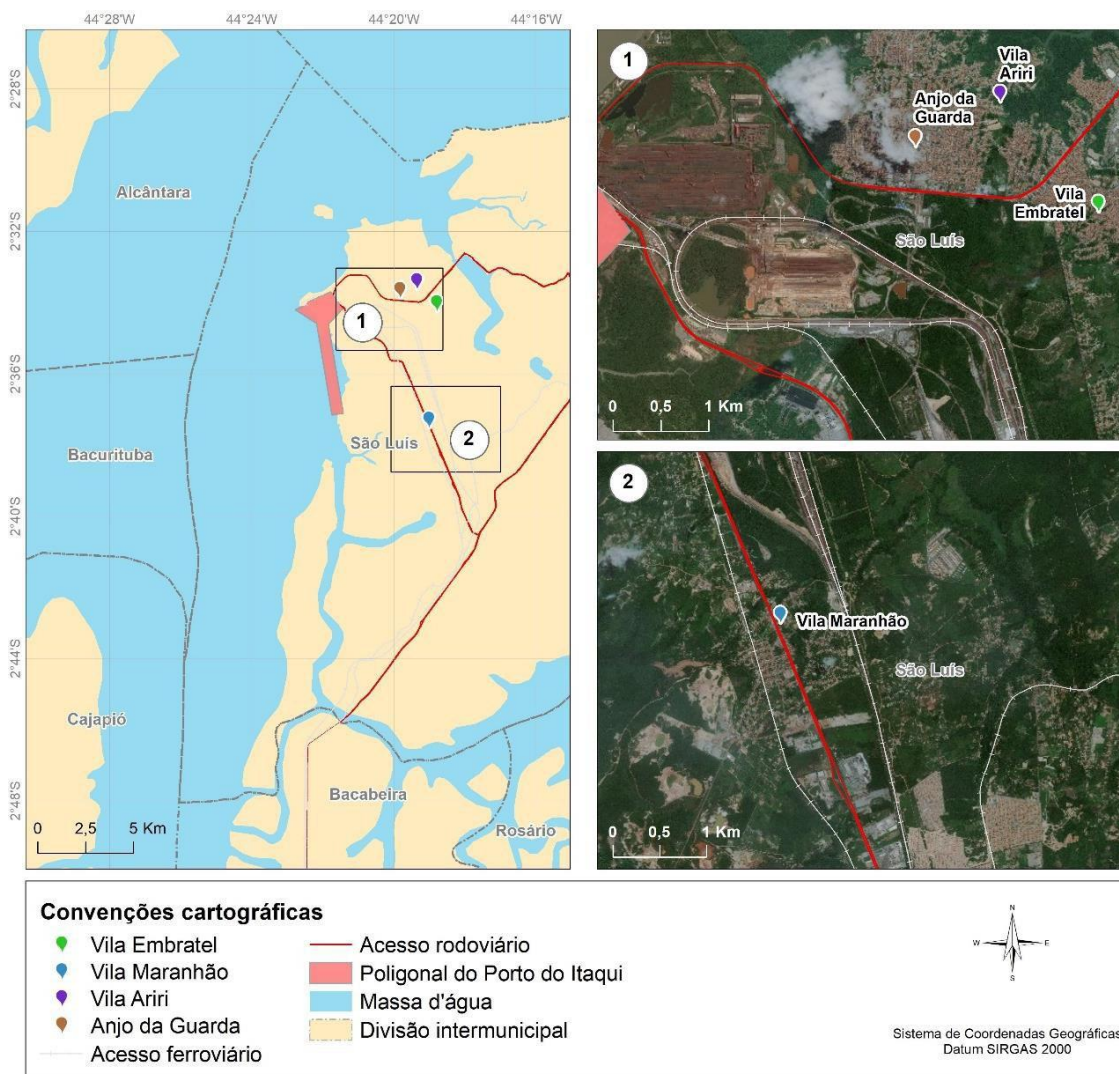 44°28'W 44°24'W 44°20'W 44°16'W
2°28'S
2°32'S
2°36'S
2°40'S
2°44'S
2°48'S
Alcântara
Bacurituba
São Luís
Cajapió
Bacabeira
Rosário
1
2
0 2,5 5 Km
1
Vila
Ariri
Anjo da
Guarda
Vila
Embratel
São Luís
0 0,5 1 Km
2
Vila Maranhão
São Luís
0 0,5 1 Km
Convenções cartográficas
Vila Embratel
Vila Maranhão
Vila Ariri
Anjo da Guarda
Acesso ferroviário
Acesso rodoviário
Poligonal do Porto do Itaqui
Massa d'água
Divisão intermunicipal
N
W E
S
Sistema de Coordenadas Geográficas
Datum SIRGAS 2000